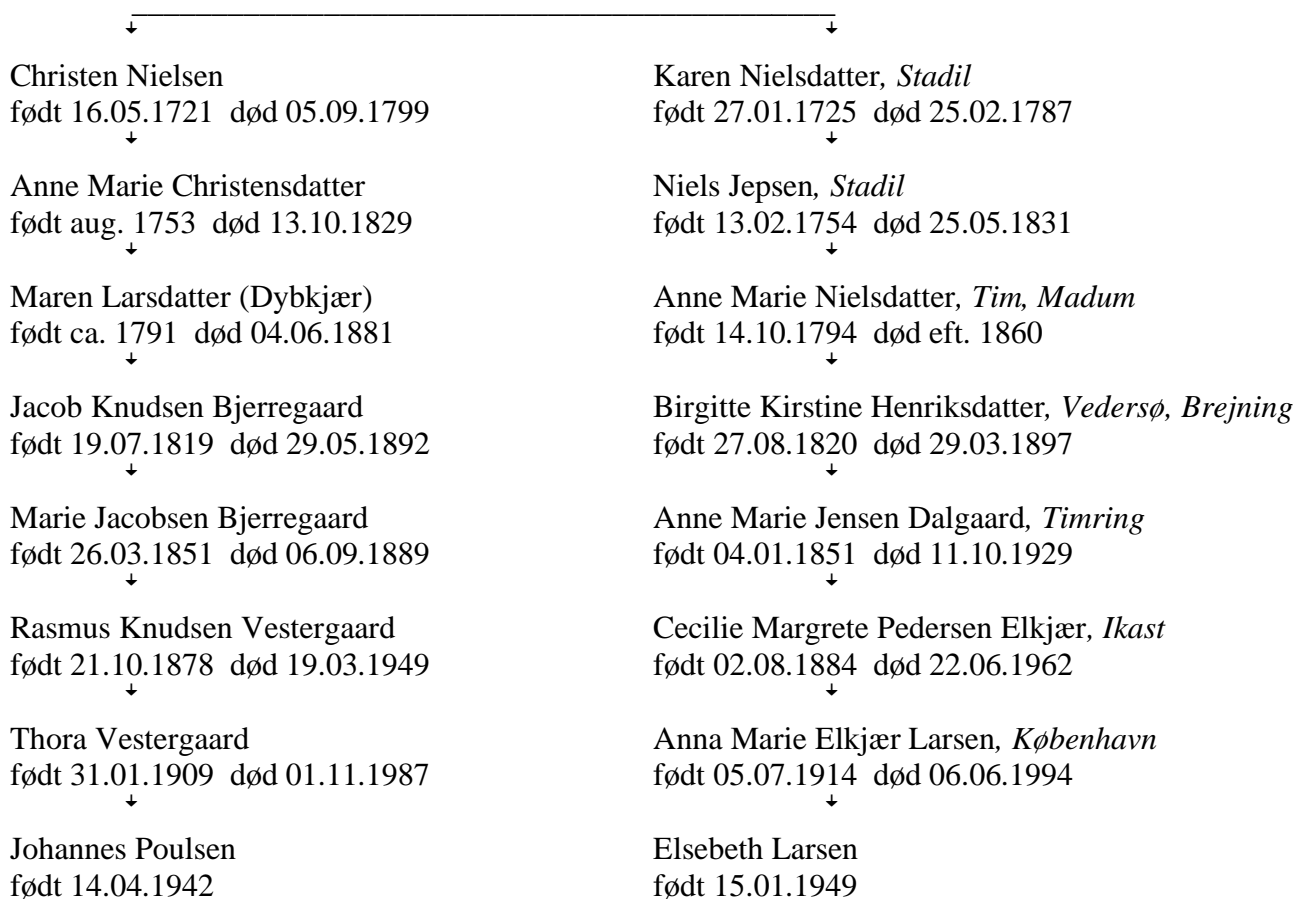 Christen Nielsen
født 16.05.1721 død 05.09.1799
Anne Marie Christensdatter
født aug. 1753 død 13.10.1829
Maren Larsdatter (Dybkjær)
født ca. 1791 død 04.06.1881
Jacob Knudsen Bjerregaard
født 19.07.1819 død 29.05.1892
Marie Jacobsen Bjerregaard
født 26.03.1851 død 06.09.1889
Rasmus Knudsen Vestergaard
født 21.10.1878 død 19.03.1949
Thora Vestergaard
født 31.01.1909 død 01.11.1987
Johannes Poulsen
født 14.04.1942
Karen Nielsdatter, Stadil
født 27.01.1725 død 25.02.1787
Niels Jepsen, Stadil
født 13.02.1754 død 25.05.1831
Anne Marie Nielsdatter, Tim, Madum
født 14.10.1794 død eft. 1860
Birgitte Kirstine Henriksdatter, Vedersø, Brejning
født 27.08.1820 død 29.03.1897
Anne Marie Jensen Dalgaard, Timring
født 04.01.1851 død 11.10.1929
Cecilie Margrete Pedersen Elkjær, Ikast
født 02.08.1884 død 22.06.1962
Anna Marie Elkjær Larsen, København
født 05.07.1914 død 06.06.1994
Elsebeth Larsen
født 15.01.1949